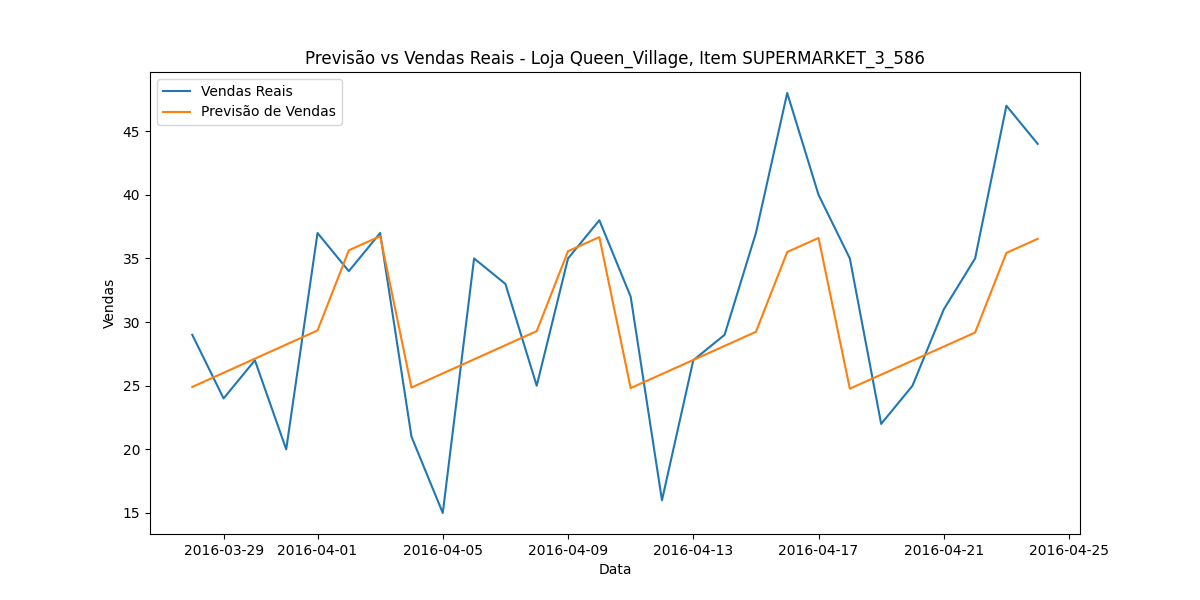 Previsão vs Vendas Reais - Loja Queen_Village, Item SUPERMARKET_3_586
Vendas Reais
Previsão de Vendas
Vendas
45
40
35
30
25
20
15
2016-03-29 2016-04-01 2016-04-05 2016-04-09 2016-04-13 2016-04-17 2016-04-21 2016-04-25
Data